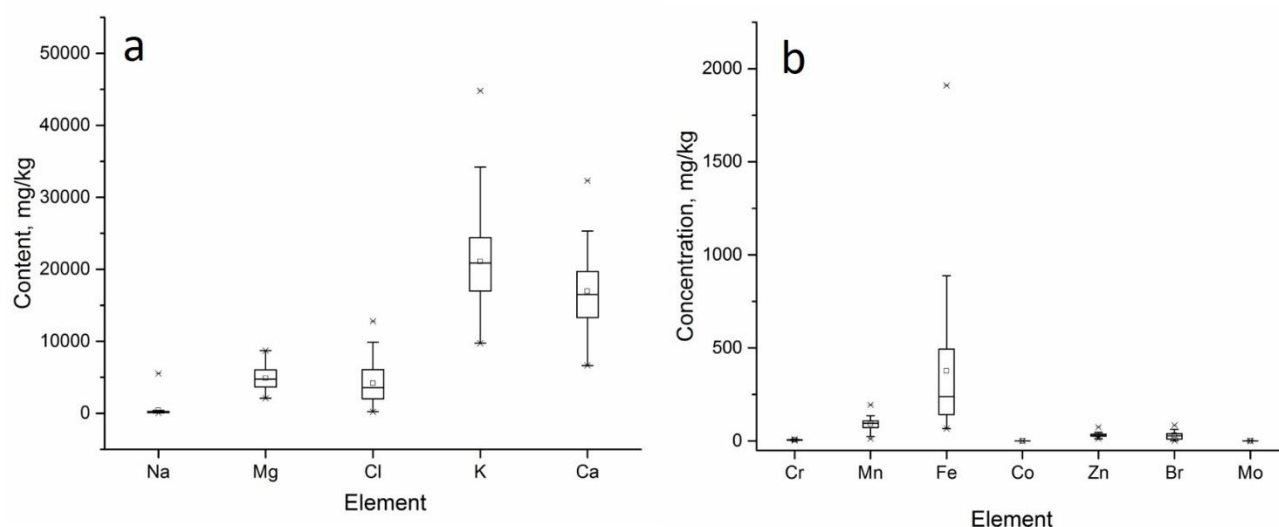 a
Content, mg/kg
50000
40000
30000
20000
10000
0
Na Mg Cl K Ca
Element
b
Concentration, mg/kg
2000
1500
1000
500
0
Cr Mn Fe Co Zn Br Mo
Element